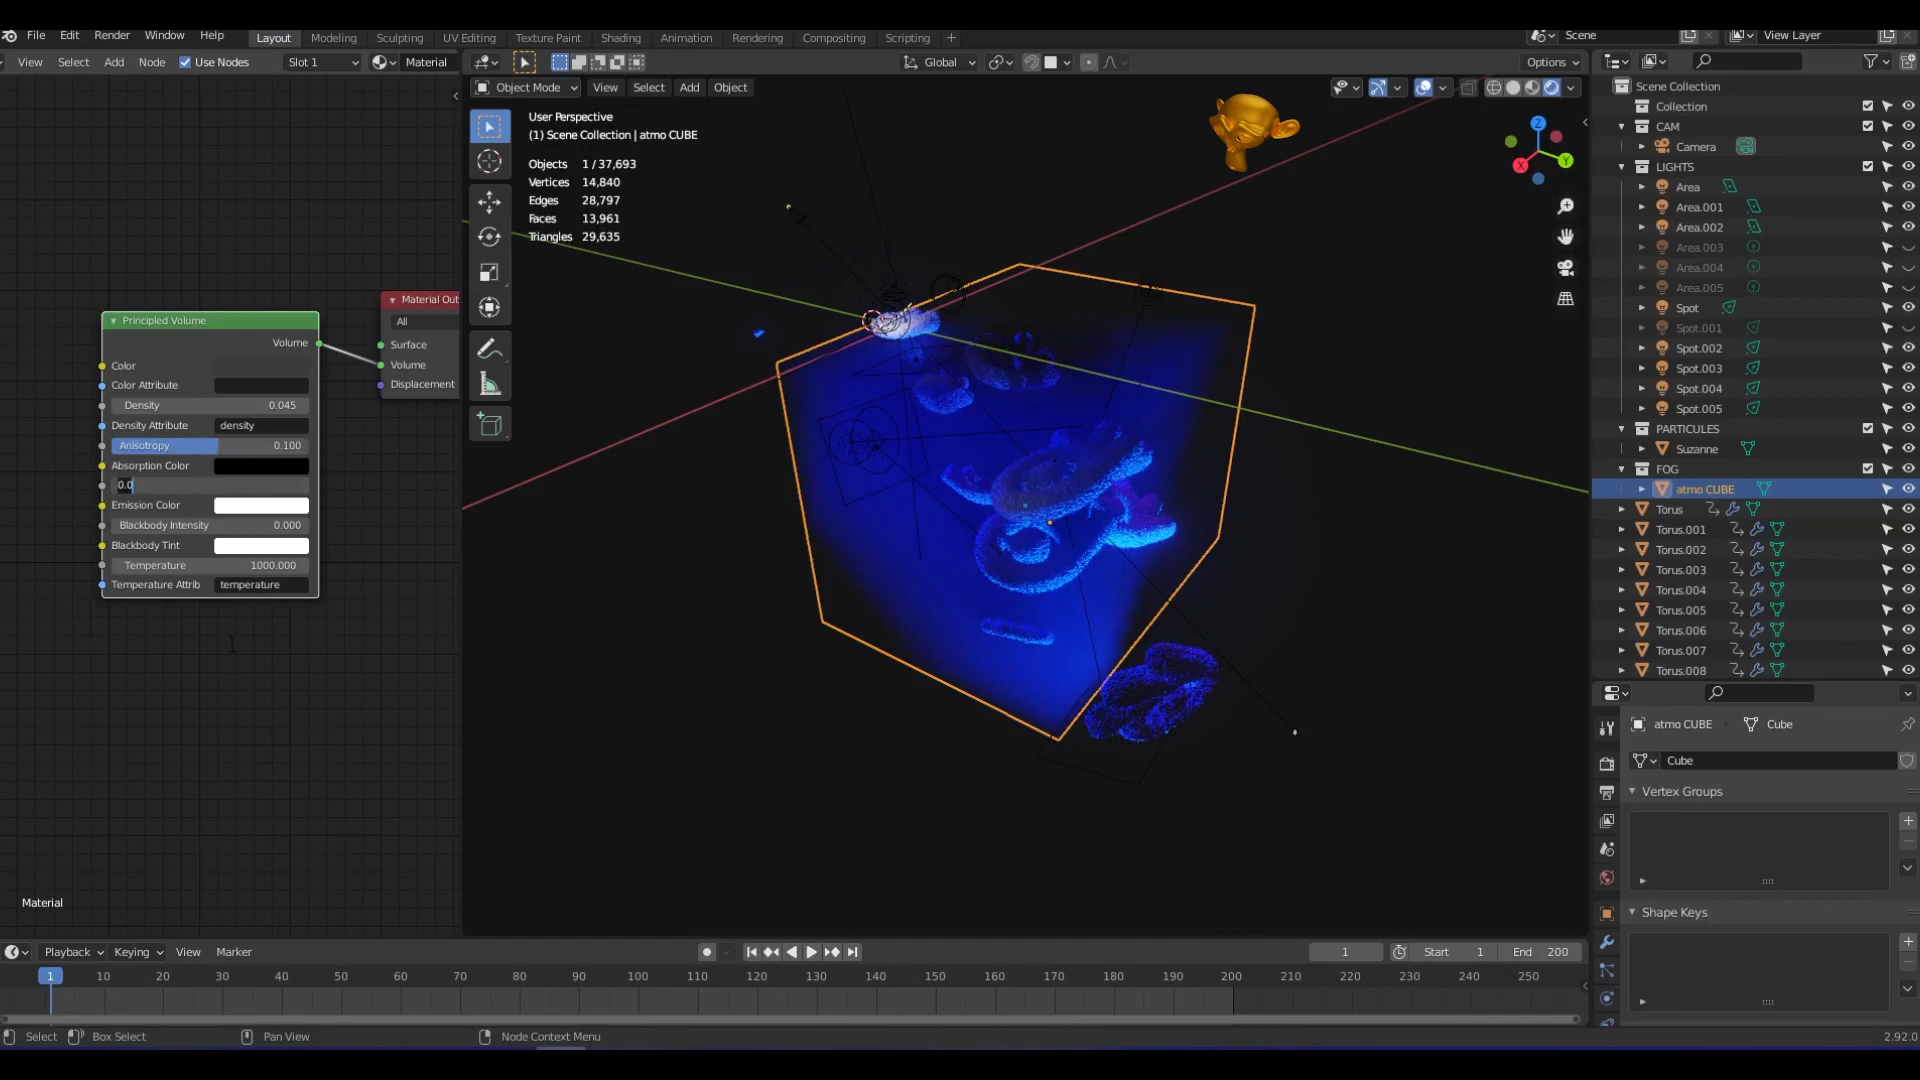 File Edit Render Window Help
Layout Modeling Sculpting UV Editing Texture Paint Shading Animation Rendering Compositing Scripting +
Scene View Layer
View Select Add Node Use Nodes Slot 1 Material
Global Options
Object Mode View Select Add Object
User Perspective
(1) Scene Collection | atmo CUBE
Objects 1 / 37,693
Vertices 14,840
Edges 28,797
Faces 13,961
Triangles 29,635
Z
Y
X
Principled Volume
Volume
Color
Color Attribute
Density 0.045
Density Attribute density
Anisotropy 0.100
Absorption Color
0.0
Emission Color
Blackbody Intensity 0.000
Blackbody Tint
Temperature 1000.000
Temperature Attrib temperature
Material Out
All
Surface
Volume
Displacement
Material
Scene Collection
Collection
CAM
Camera
LIGHTS
Area
Area.001
Area.002
Area.003
Area.004
Area.005
Spot
Spot.001
Spot.002
Spot.003
Spot.004
Spot.005
PARTICULES
Suzanne
FOG
atmo CUBE
Torus
Torus.001
Torus.002
Torus.003
Torus.004
Torus.005
Torus.006
Torus.007
Torus.008
atmo CUBE Cube
Cube
Vertex Groups
Shape Keys
Playback Keying View Marker 1 Start 1 End 200
1 10 20 30 40 50 60 70 80 90 100 110 120 130 140 150 160 170 180 190 200 210 220 230 240 250
Select Box Select Pan View Node Context Menu 2.92.0